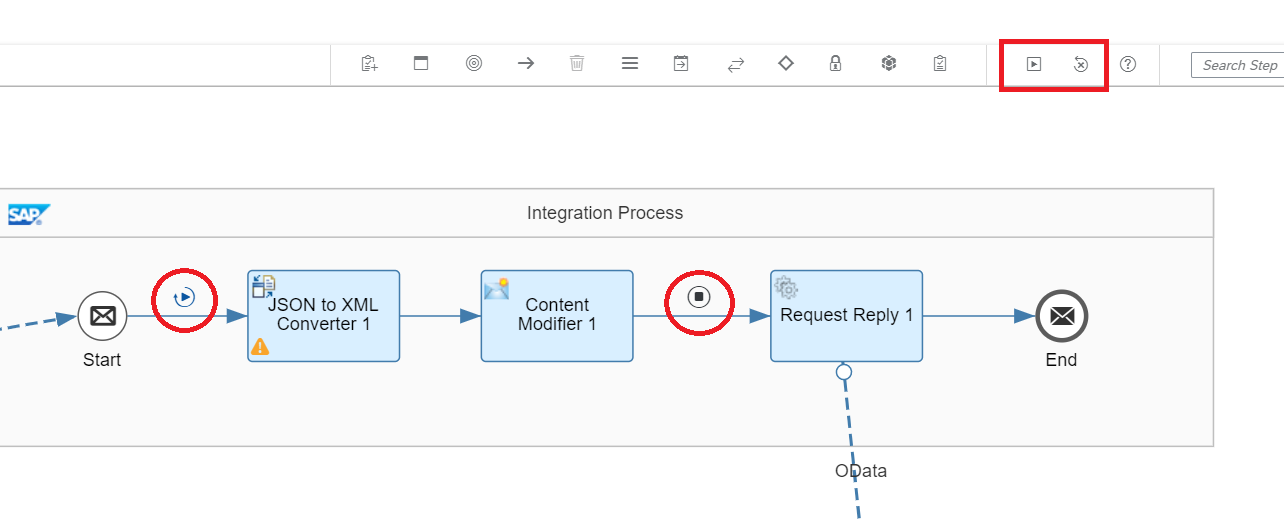 Search Step
SAP
Integration Process
JSON to XML
Converter 1
Content
Modifier 1
Request Reply 1
Start
End
OData